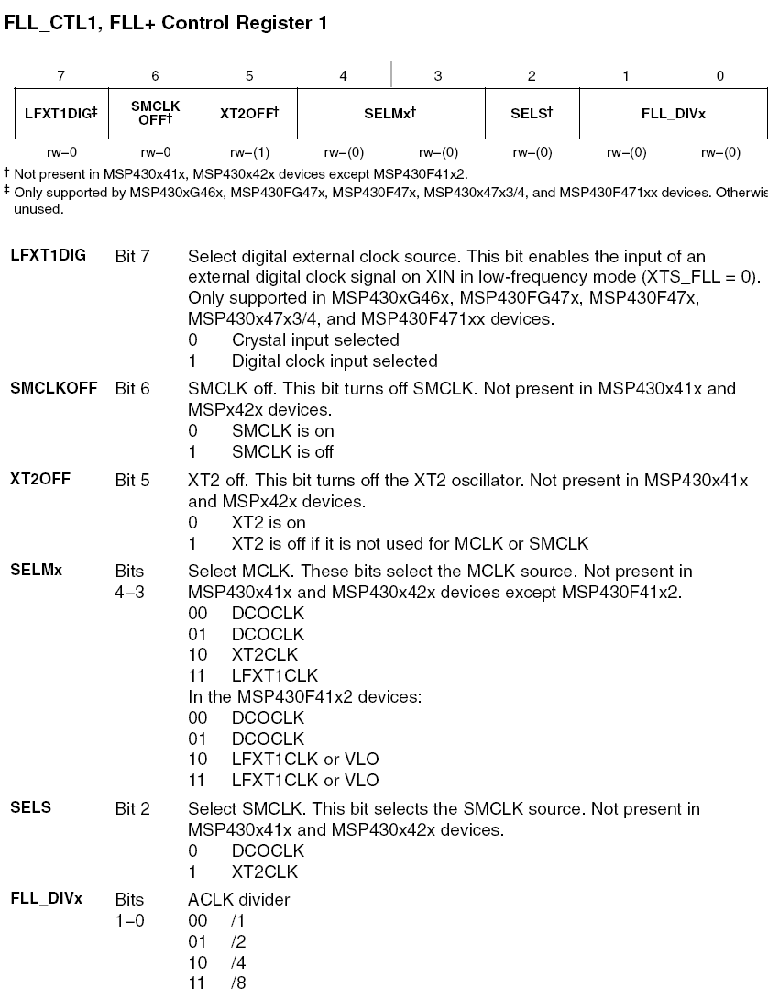 FLL_CTL1, FLL+ Control Register 1
7 6 5 4 3 2 1 0
LFXT1DIG‡ SMCLK OFF† XT2OFF† SELMx† SELS† FLL_DIVx
rw−0 rw−0 rw−(1) rw−(0) rw−(0) rw−(0) rw−(0) rw−(0)
† Not present in MSP430x41x, MSP430x42x devices except MSP430F41x2.
‡ Only supported by MSP430xG46x, MSP430FG47x, MSP430F47x, MSP430x47x3/4, and MSP430F471xx devices. Otherwis
unused.
LFXT1DIG Bit 7 Select digital external clock source. This bit enables the input of an
external digital clock signal on XIN in low-frequency mode (XTS_FLL = 0).
Only supported in MSP430xG46x, MSP430FG47x, MSP430F47x,
MSP430x47x3/4, and MSP430F471xx devices.
0 Crystal input selected
1 Digital clock input selected
SMCLKOFF Bit 6 SMCLK off. This bit turns off SMCLK. Not present in MSP430x41x and
MSPx42x devices.
0 SMCLK is on
1 SMCLK is off
XT2OFF Bit 5 XT2 off. This bit turns off the XT2 oscillator. Not present in MSP430x41x
and MSPx42x devices.
0 XT2 is on
1 XT2 is off if it is not used for MCLK or SMCLK
SELMx Bits Select MCLK. These bits select the MCLK source. Not present in
4−3 MSP430x41x and MSP430x42x devices except MSP430F41x2.
00 DCOCLK
01 DCOCLK
10 XT2CLK
11 LFXT1CLK
In the MSP430F41x2 devices:
00 DCOCLK
01 DCOCLK
10 LFXT1CLK or VLO
11 LFXT1CLK or VLO
SELS Bit 2 Select SMCLK. This bit selects the SMCLK source. Not present in
MSP430x41x and MSP430x42x devices.
0 DCOCLK
1 XT2CLK
FLL_DIVx Bits ACLK divider
1−0 00 /1
01 /2
10 /4
11 /8